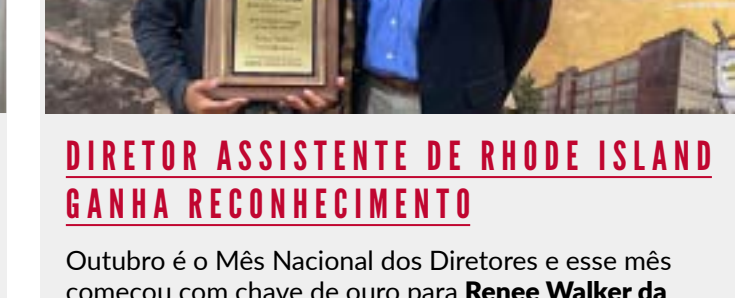 DIRETOR ASSISTENTE DE RHODE ISLAND
GANHA RECONHECIMENTO
Outubro é o Mês Nacional dos Diretores e esse mês
começou com chave de ouro para Renee Walker da